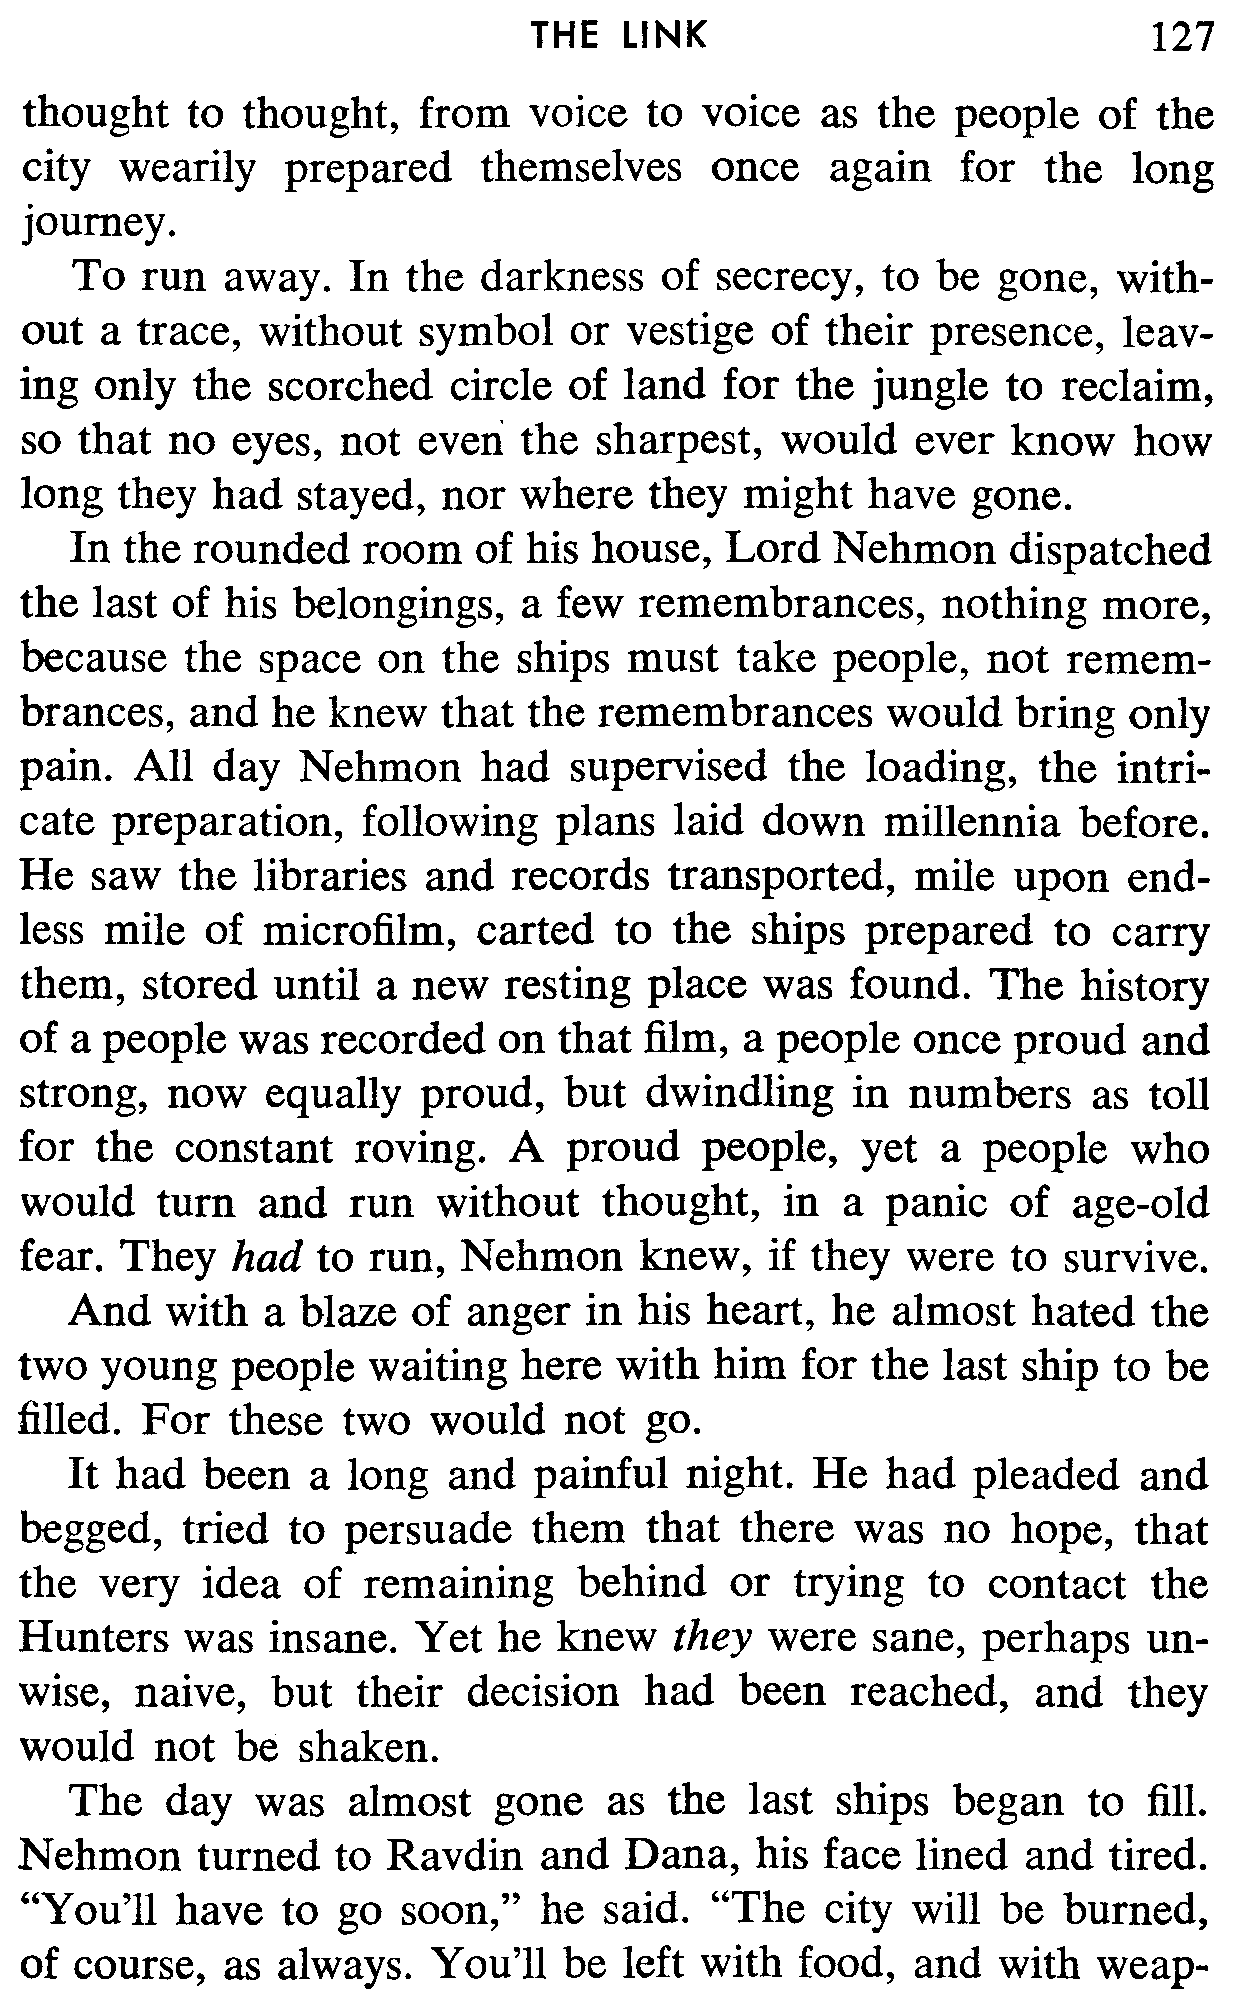 THE LINK 127
thought to thought, from voice to voice as the people of the
city wearily prepared themselves once again for the long
journey.
To run away. In the darkness of secrecy, to be gone, with-
out a trace, without symbol or vestige of their presence, leav-
ing only the scorched circle of land for the jungle to reclaim,
so that no eyes, not even the sharpest, would ever know how
long they had stayed, nor where they might have gone.
In the rounded room of his house, Lord Nehmon dispatched
the last of his belongings, a few remembrances, nothing more,
because the space on the ships must take people, not remem-
brances, and he knew that the remembrances would bring only
pain. All day Nehmon had supervised the loading, the intri-
cate preparation, following plans laid down millennia before.
He saw the libraries and records transported, mile upon end-
less mile of microfilm, carted to the ships prepared to carry
them, stored until a new resting place was found. The history
of a people was recorded on that film, a people once proud and
strong, now equally proud, but dwindling in numbers as toll
for the constant roving. A proud people, yet a people who
would turn and run without thought, in a panic of age-old
fear. They had to run, Nehmon knew, if they were to survive.
And with a blaze of anger in his heart, he almost hated the
two young people waiting here with him for the last ship to be
filled. For these two would not go.
It had been a long and painful night. He had pleaded and
begged, tried to persuade them that there was no hope, that
the very idea of remaining behind or trying to contact the
Hunters was insane. Yet he knew they were sane, perhaps un-
wise, naive, but their decision had been reached, and they
would not be shaken.
The day was almost gone as the last ships began to fill.
Nehmon turned to Ravdin and Dana, his face lined and tired.
“You’ll have to go soon,” he said. “The city will be burned,
of course, as always. You’ll be left with food, and with weap-